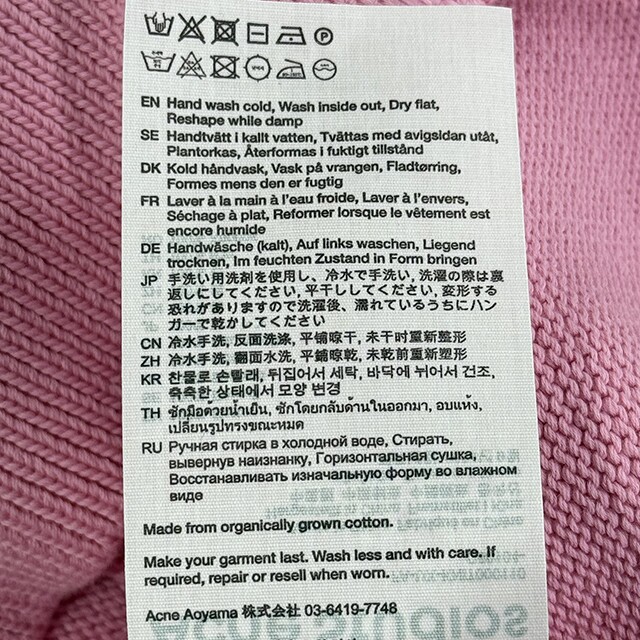 EN Hand wash cold, Wash inside out, Dry flat,
Reshape while damp
SE Handtvätt i kallt vatten, Tvättas med avigsidan utåt,
Plantorkas, Återformas i fuktigt tillstånd
DK Kold håndvask, Vask på vrangen, Fladtørring,
Formes mens den er fugtig
FR Laver à la main à l'eau froide, Laver à l'envers,
Séchage à plat, Reformer lorsque le vêtement est
encore humide
DE Handwäsche (kalt), Auf links waschen, Liegend
trocknen, Im feuchten Zustand in Form bringen
JP 手洗い用洗剤を使用し、冷水で手洗い, 洗濯の際は裏
返しにしてください, 平干ししてください, 変形する
恐れがありますので洗濯後、濡れているうちにハン
ガーで乾かしてください
CN 冷水手洗, 反面洗涤, 平铺晾干, 未干时重新整形
ZH 冷水手洗, 翻面水洗, 平鋪晾乾, 未乾前重新塑形
KR 찬물로 손빨래, 뒤집어서 세탁, 바닥에 뉘어서 건조,
축축한 상태에서 모양 변경
TH ซักมือด้วยน้ำเย็น, ซักโดยกลับด้านในออกมา, อบแห้ง,
เปลี่ยนรูปทรงขณะหมาด
RU Ручная стирка в холодной воде, Стирать,
вывернув наизнанку, Горизонтальная сушка,
Восстанавливать изначальную форму во влажном
виде
Made from organically grown cotton.
Make your garment last. Wash less and with care. If
required, repair or resell when worn.
Acne Aoyama 株式会社 03-6419-7748